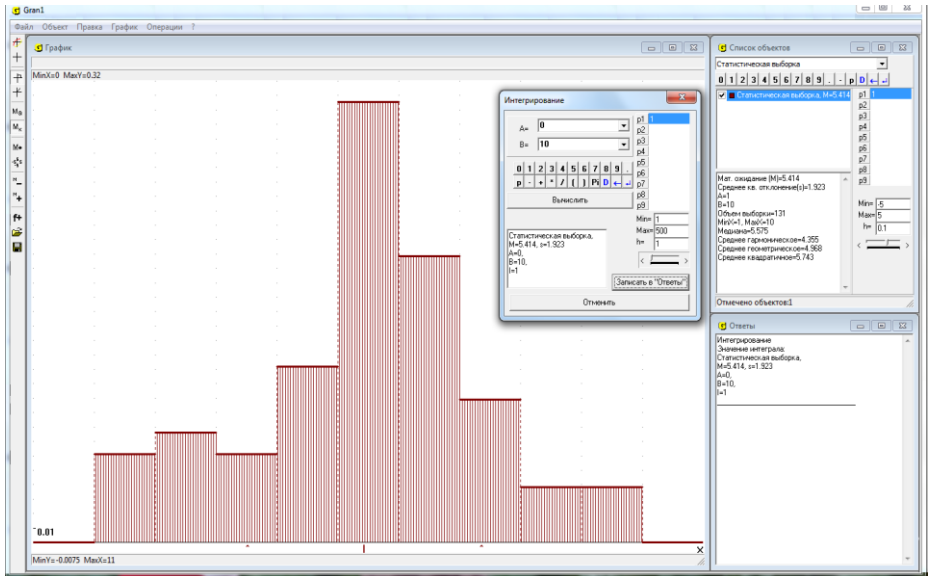 Gran1
Файл Объект Правка График Операции ?
График
MinX=0 MaxY=0.32
0.01
x
MinY=-0.0075 MaxX=11
Интегрирование
A= 0
B= 10
0 1 2 3 4 5 6 7 8 9 .
p - + * / ( ) Pi D ← ↵
Вычислить
Статистическая выборка,
M=5.414, s=1.923
A=0,
B=10,
I=1
p1 1
p2
p3
p4
p5
p6
p7
p8
p9
Min= 1
Max= 500
h= 1
< >
Записать в "Ответы"
Отменить
Список объектов
Статистическая выборка
0 1 2 3 4 5 6 7 8 9 . - p D ← ↵
Статистическая выборка, M=5.414
p1 1
p2
p3
p4
p5
p6
p7
p8
p9
Мат. ожидание (M)=5.414
Среднее кв. отклонение(s)=1.923
A=1
B=10
Объем выборки=131
MinX=1, MaxX=10
Медиана=5.575
Среднее гармоническое=4.355
Среднее геометрическое=4.968
Среднее квадратичное=5.743
Min= -5
Max= 5
h= 0.1
< >
Отмечено объектов:1
Ответы
Интегрирование
Значение интеграла:
Статистическая выборка,
M=5.414, s=1.923
A=0,
B=10,
I=1